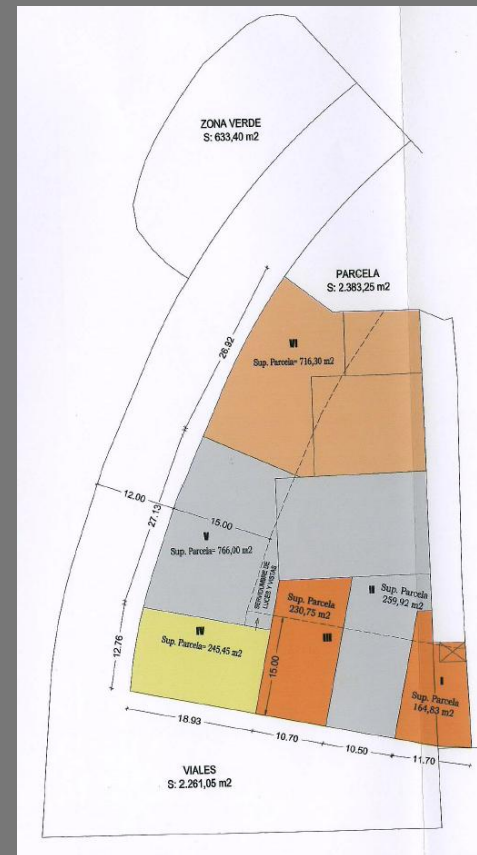 ZONA VERDE
S: 633,40 m2
PARCELA
S: 2.383,25 m2
VI
Sup. Parcela= 716,30 m2
26.92
12.00
27.13
15.00
V
Sup. Parcela= 766,00 m2
SERVIDUMBRE DE
LUCES Y VISTAS
II
Sup. Parcela
259,92 m2
Sup. Parcela
230,75 m2
III
IV
Sup. Parcela= 245,45 m2
12.76
15.00
I
Sup. Parcela
164,83 m2
18.93
10.70
10.50
11.70
VIALES
S: 2.261,05 m2